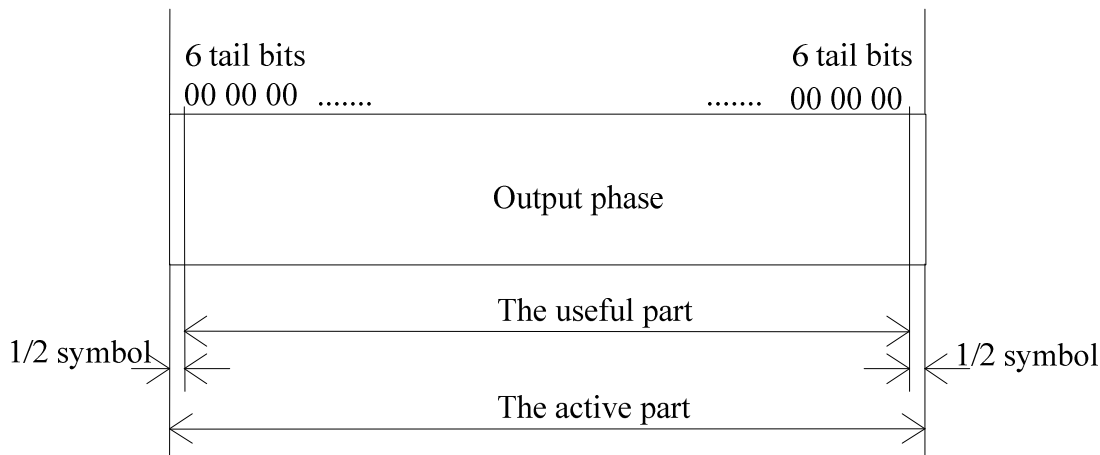 6 tail bits
6 tail bits
00 00 00 .......
....... 00 00 00
Output phase
The useful part
1/2 symbol
1/2 symbol
The active part